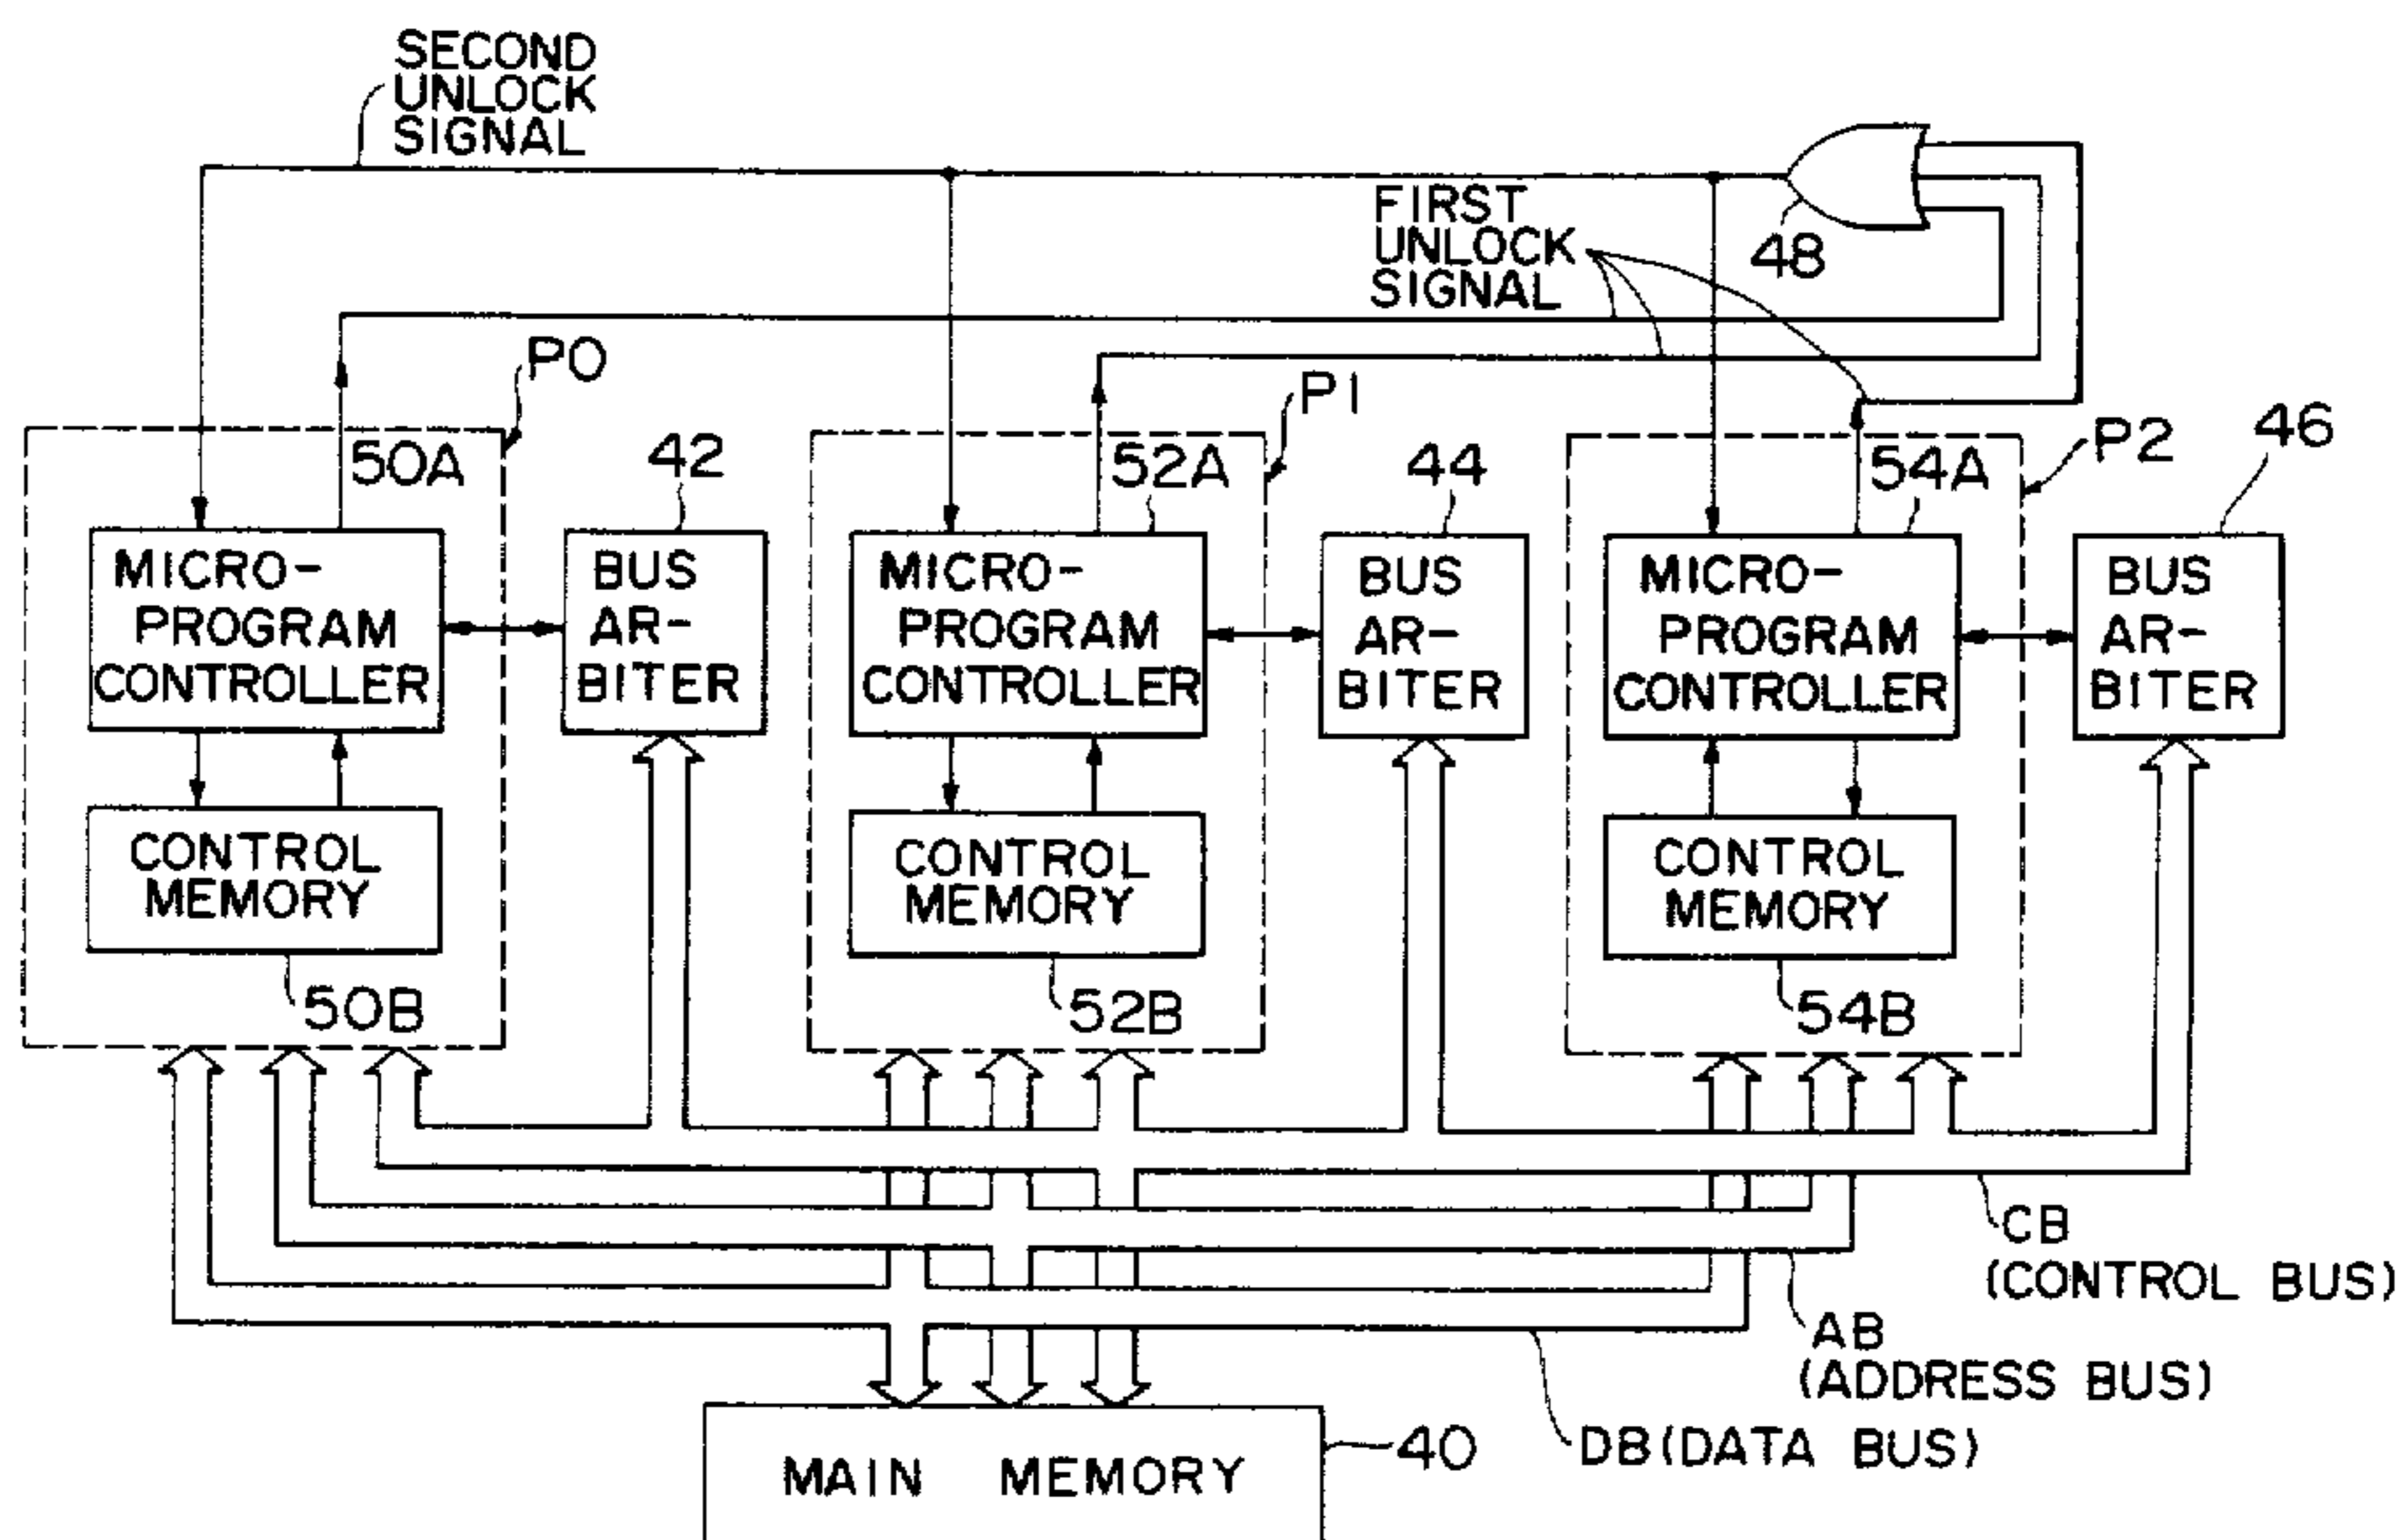 SECOND
UNLOCK
SIGNAL
FIRST
UNLOCK
SIGNAL
48
P0
P1
P2
50A
42
52A
44
54A
46
MICRO-
PROGRAM
CONTROLLER
BUS
AR-
BITER
MICRO-
PROGRAM
CONTROLLER
BUS
AR-
BITER
MICRO-
PROGRAM
CONTROLLER
BUS
AR-
BITER
CONTROL
MEMORY
CONTROL
MEMORY
CONTROL
MEMORY
50B
52B
54B
CB
(CONTROL BUS)
AB
(ADDRESS BUS)
DB(DATA BUS)
MAIN MEMORY
40